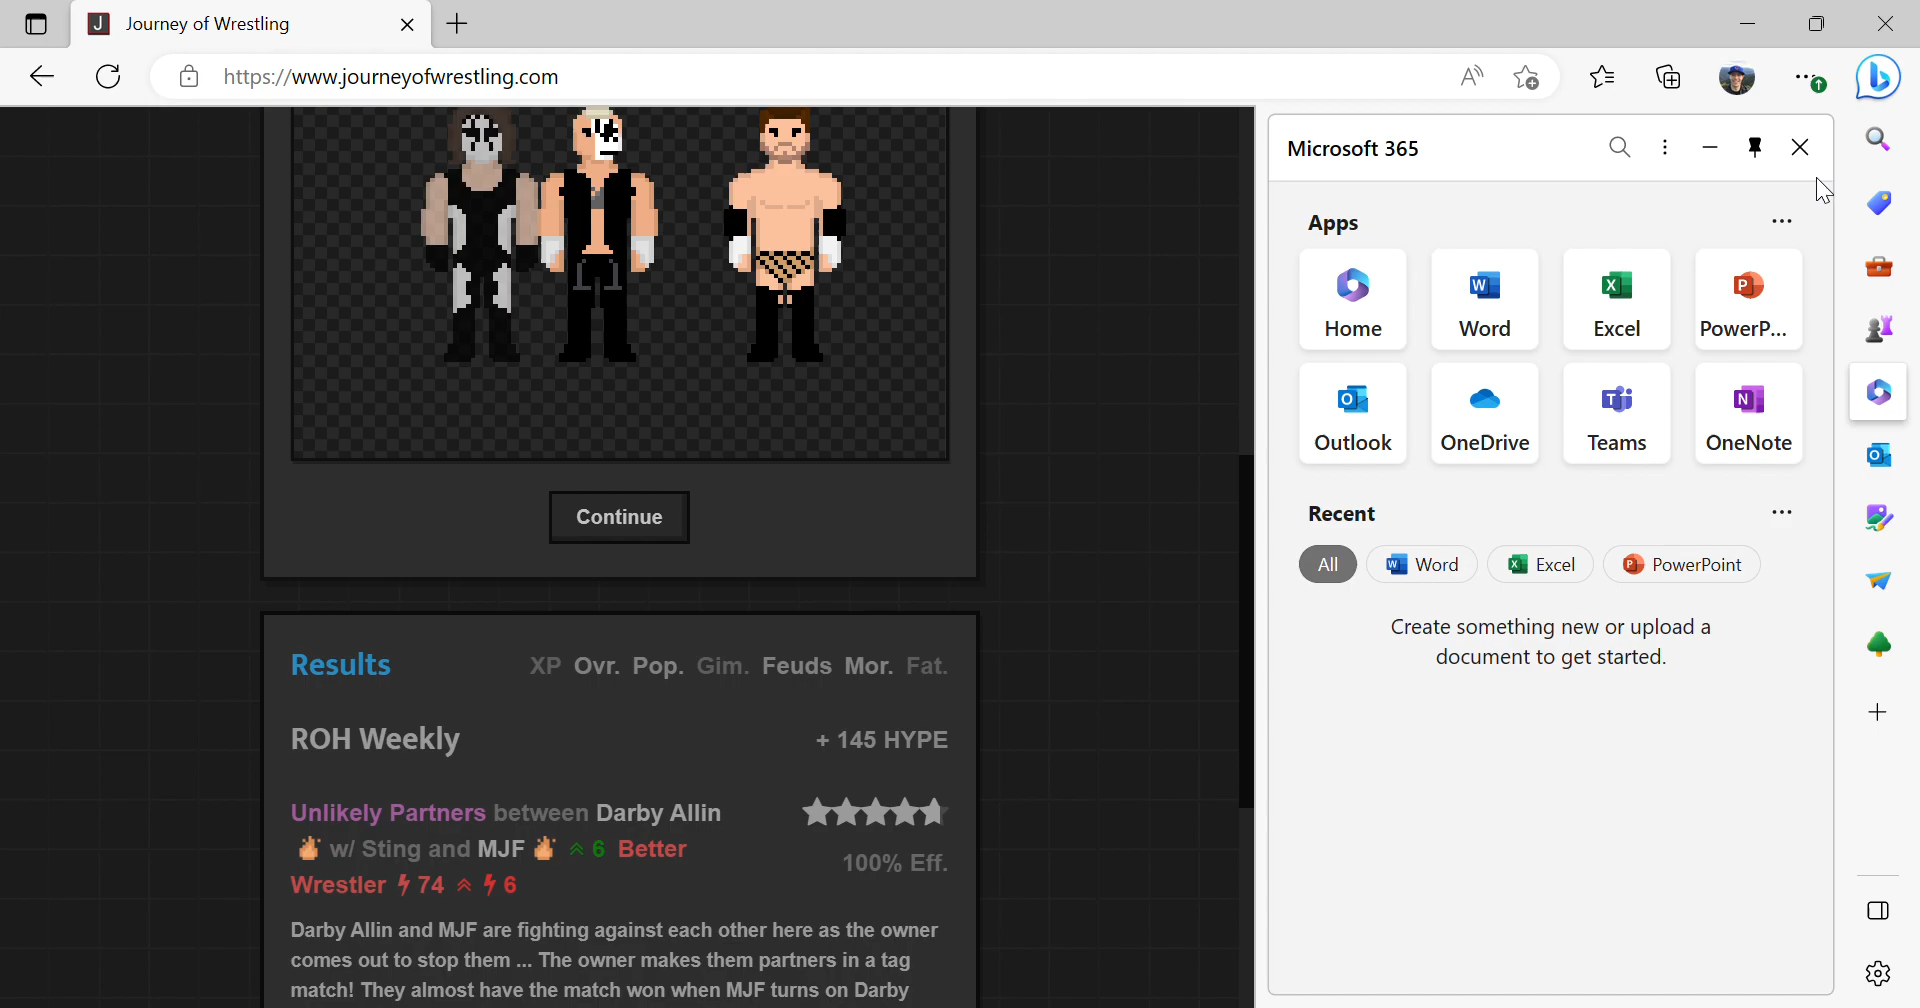 J Journey of Wrestling
https://www.journeyofwrestling.com
Continue
Results XP Ovr. Pop. Gim. Feuds Mor. Fat.
ROH Weekly + 145 HYPE
Unlikely Partners between Darby Allin
w/ Sting and MJF 6 Better
Wrestler 74 6
100% Eff.
Darby Allin and MJF are fighting against each other here as the owner
comes out to stop them ... The owner makes them partners in a tag
match! They almost have the match won when MJF turns on Darby
Microsoft 365
Apps
Home Word Excel PowerP...
Outlook OneDrive Teams OneNote
Recent
All Word Excel PowerPoint
Create something new or upload a
document to get started.